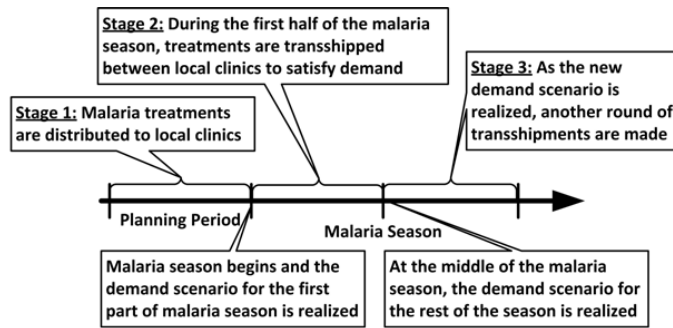 Stage 2: During the first half of the malaria
season, treatments are transshipped
between local clinics to satisfy demand
Stage 3: As the new
demand scenario is
realized, another round of
transshipments are made
Stage 1: Malaria treatments
are distributed to local clinics
Planning Period
Malaria Season
Malaria season begins and the
demand scenario for the first
part of malaria season is realized
At the middle of the malaria
season, the demand scenario for
the rest of the season is realized